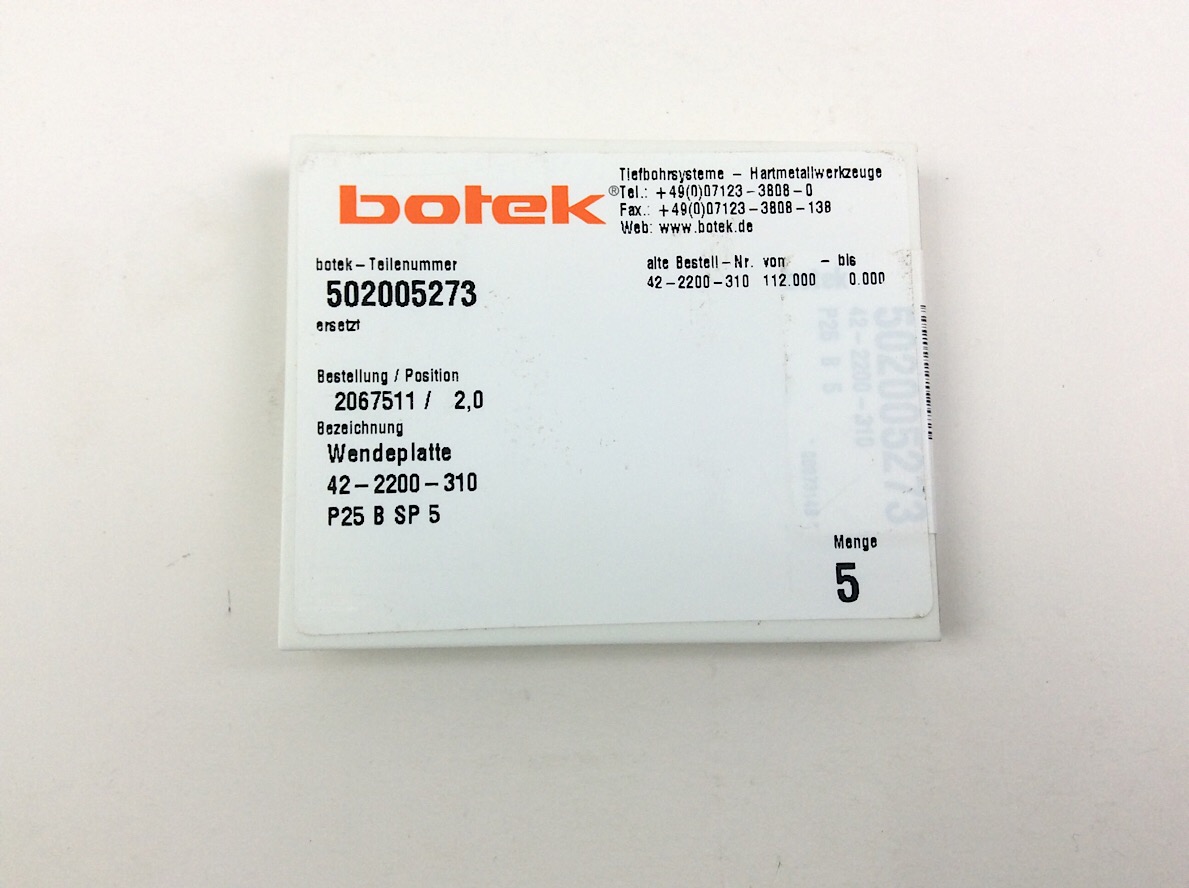 botek®
Tiefbohrsysteme – Hartmetallwerkzeuge
Tel.: +49(0)07123–3808–0
Fax.: +49(0)07123–3808–138
Web: www.botek.de
botek–Teilenummer
502005273
ersetzt
alte Bestell–Nr. von – bis
42–2200–310 112.000 0.000
Bestellung / Position
2067511 / 2,0
Bezeichnung
Wendeplatte
42–2200–310
P25 B SP 5
Menge
5
502005273
42–2200–310